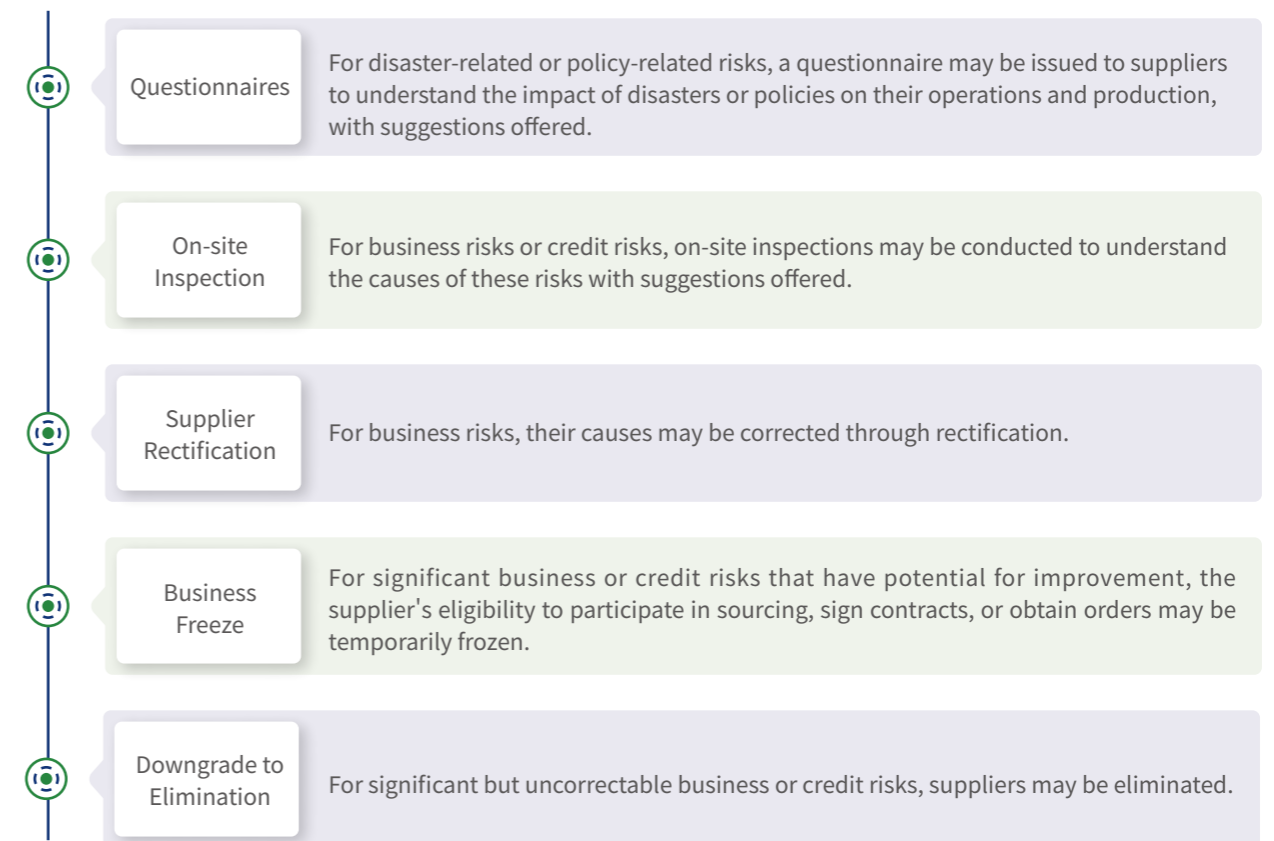 Questionnaires
For disaster-related or policy-related risks, a questionnaire may be issued to suppliers
to understand the impact of disasters or policies on their operations and production,
with suggestions offered.
On-site
Inspection
For business risks or credit risks, on-site inspections may be conducted to understand
the causes of these risks with suggestions offered.
Supplier
Rectification
For business risks, their causes may be corrected through rectification.
Business
Freeze
For significant business or credit risks that have potential for improvement, the
supplier's eligibility to participate in sourcing, sign contracts, or obtain orders may be
temporarily frozen.
Downgrade to
Elimination
For significant but uncorrectable business or credit risks, suppliers may be eliminated.